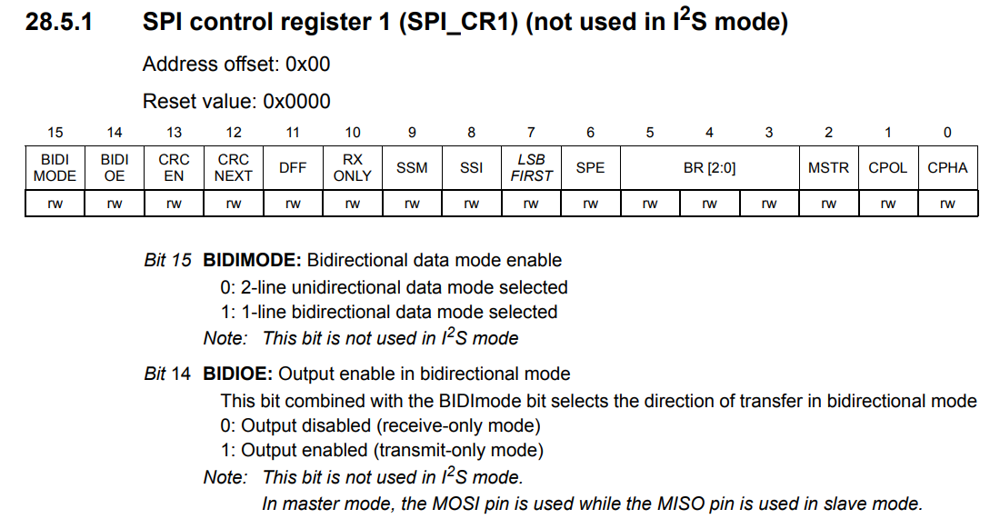 28.5.1 SPI control register 1 (SPI_CR1) (not used in I²S mode)
Address offset: 0x00
Reset value: 0x0000
15 14 13 12 11 10 9 8 7 6 5 4 3 2 1 0
BIDI MODE BIDI OE CRC EN CRC NEXT DFF RX ONLY SSM SSI LSB FIRST SPE BR [2:0] MSTR CPOL CPHA
rw rw rw rw rw rw rw rw rw rw rw rw rw rw rw rw
Bit 15 BIDIMODE: Bidirectional data mode enable
0: 2-line unidirectional data mode selected
1: 1-line bidirectional data mode selected
Note: This bit is not used in I²S mode
Bit 14 BIDIOE: Output enable in bidirectional mode
This bit combined with the BIDImode bit selects the direction of transfer in bidirectional mode
0: Output disabled (receive-only mode)
1: Output enabled (transmit-only mode)
Note: This bit is not used in I²S mode.
In master mode, the MOSI pin is used while the MISO pin is used in slave mode.